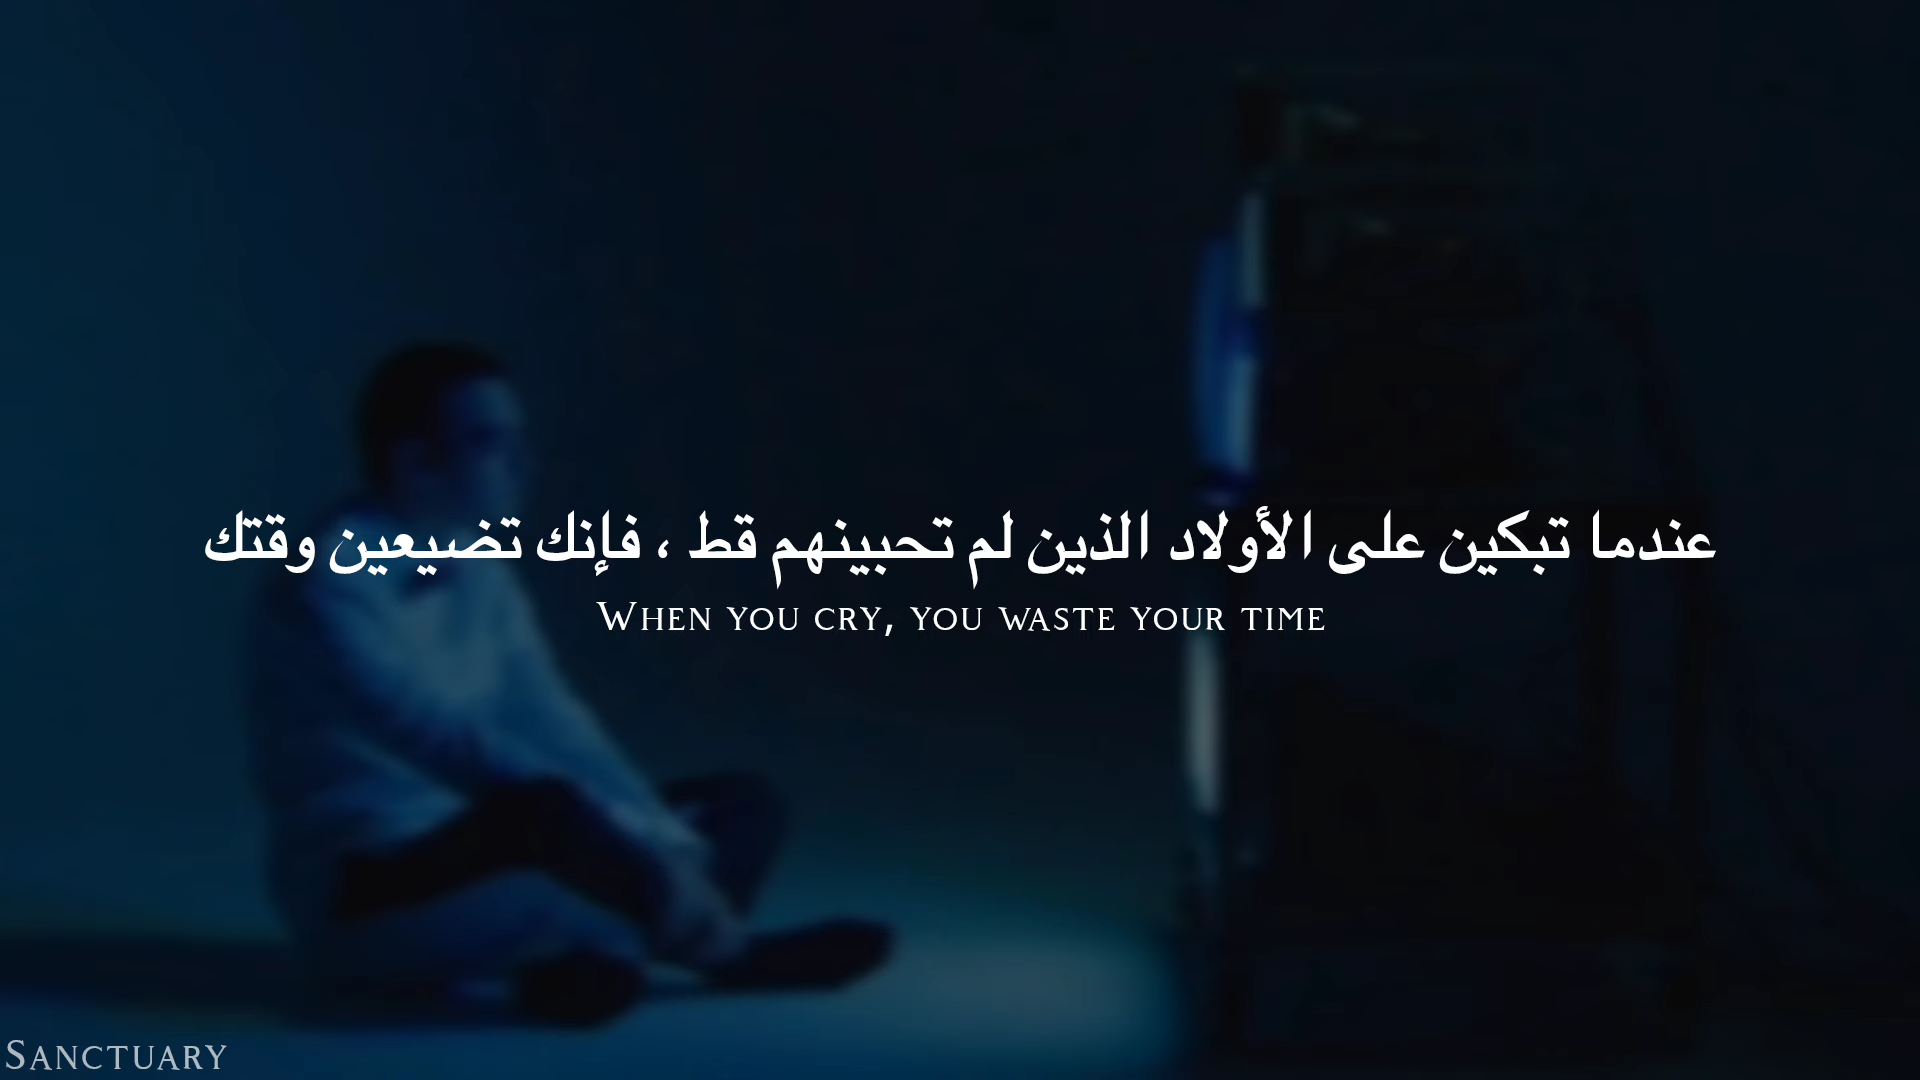 عندما تبكين على الأولاد الذين لم تحبينهم قط ، فإنك تضيعين وقتك
When you cry, you waste your time
Sanctuary